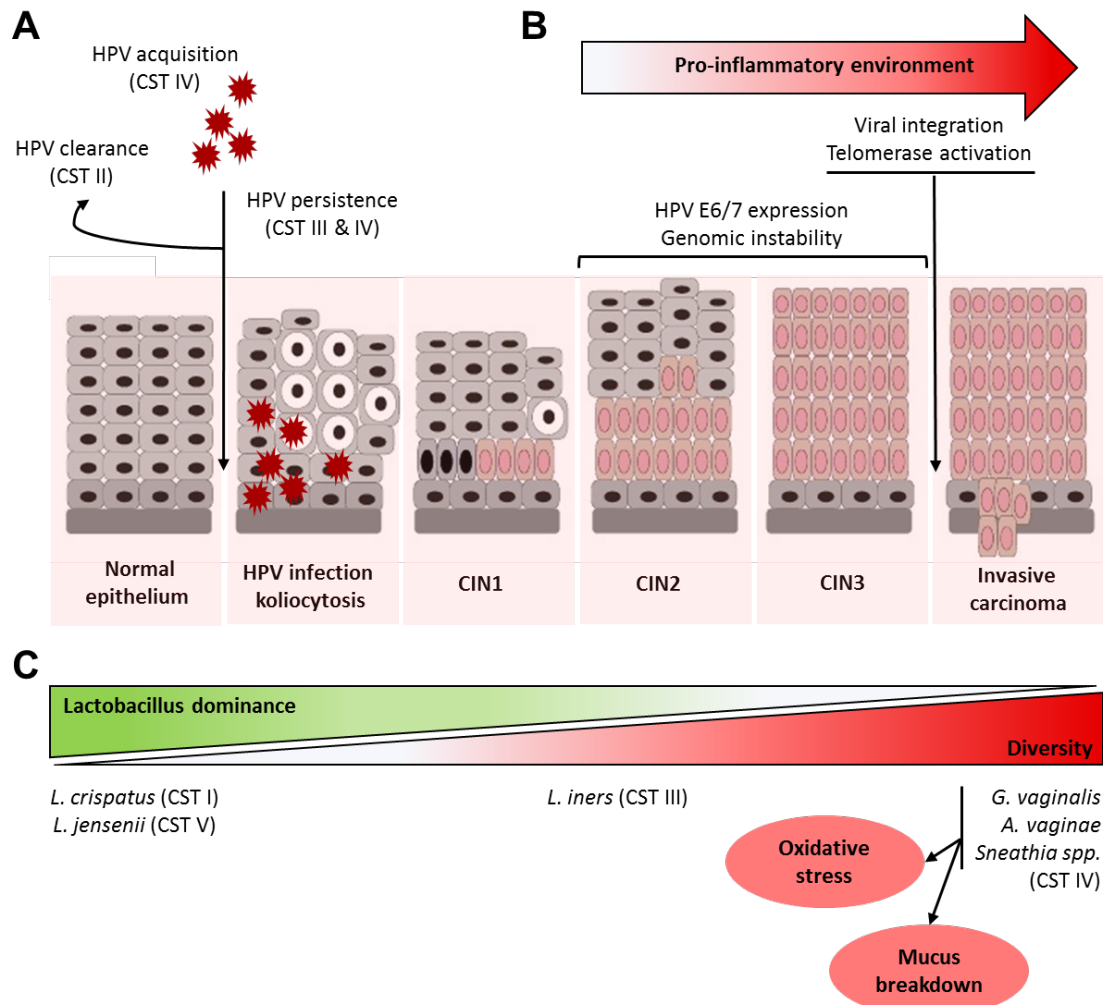 A
HPV acquisition
(CST IV)
HPV clearance
(CST II)
HPV persistence
(CST III & IV)
B
Pro-inflammatory environment
Viral integration
Telomerase activation
HPV E6/7 expression
Genomic instability
Normal
epithelium
HPV infection
koliocytosis
CIN1
CIN2
CIN3
Invasive
carcinoma
C
Lactobacillus dominance
Diversity
L. crispatus (CST I)
L. jensenii (CST V)
L. iners (CST III)
G. vaginalis
A. vaginae
Sneathia spp.
(CST IV)
Oxidative
stress
Mucus
breakdown